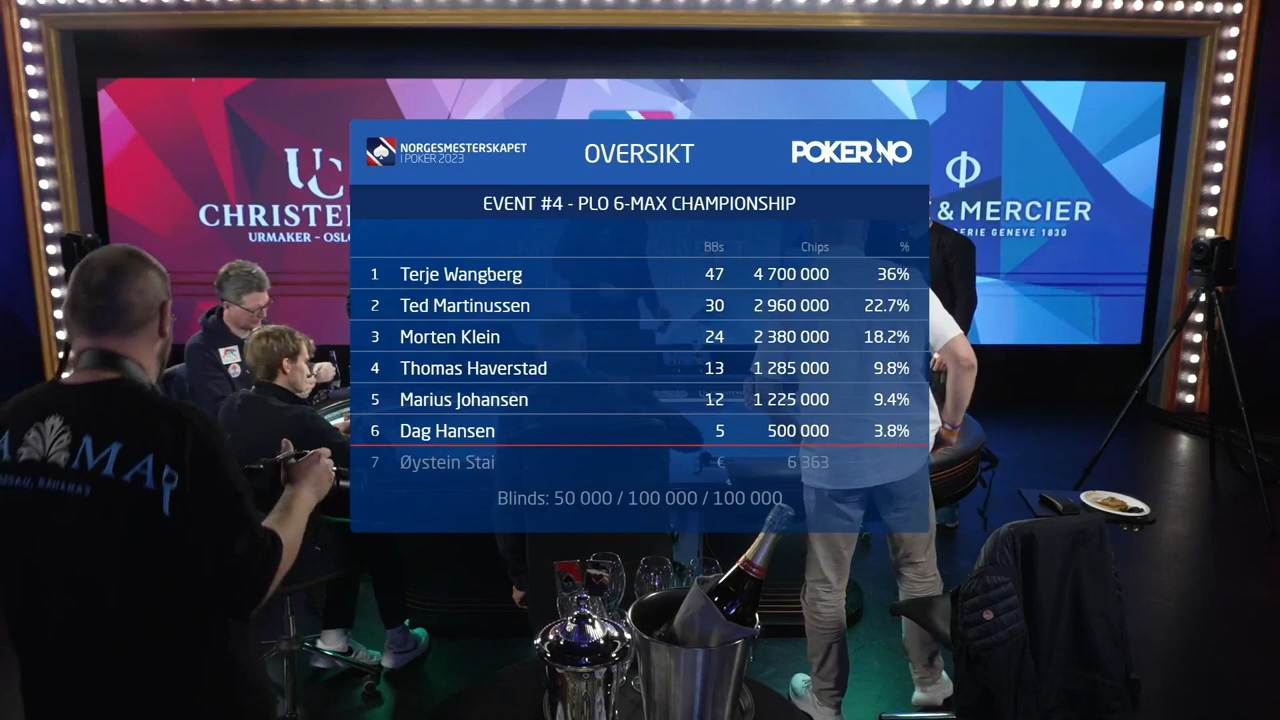 NORGESMESTERSKAPET
I POKER 2023
OVERSIKT
POKER.NO
EVENT #4 - PLO 6-MAX CHAMPIONSHIP
BBs Chips %
1 Terje Wangberg 47 4 700 000 36%
2 Ted Martinussen 30 2 960 000 22.7%
3 Morten Klein 24 2 380 000 18.2%
4 Thomas Haverstad 13 1 285 000 9.8%
5 Marius Johansen 12 1 225 000 9.4%
6 Dag Hansen 5 500 000 3.8%
7 Øystein Stai € 6 363
Blinds: 50 000 / 100 000 / 100 000
UC
URMAKER - OSLO
& MERCIER
GENEVE 1830
BAHAMAS